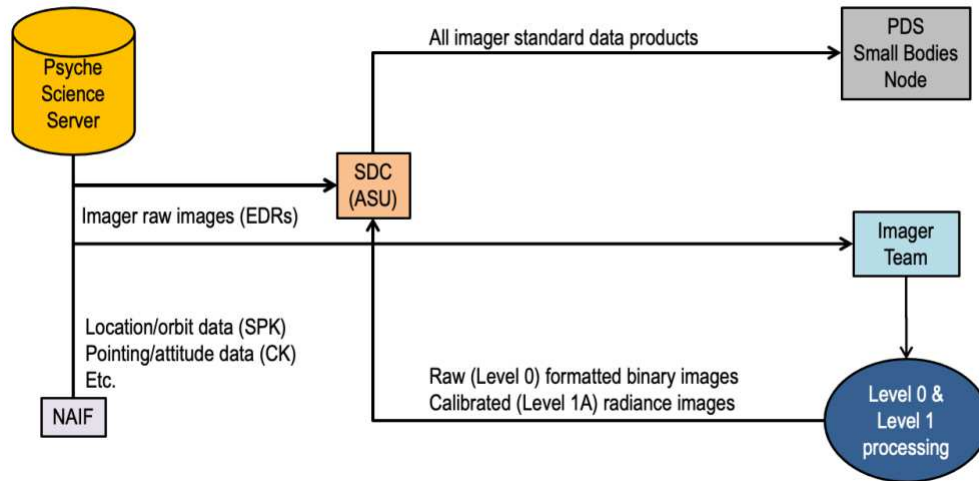 Psyche
Science
Server
All imager standard data products
PDS
Small Bodies
Node
SDC
(ASU)
Imager raw images (EDRs)
Imager
Team
Location/orbit data (SPK)
Pointing/attitude data (CK)
Etc.
NAIF
Raw (Level 0) formatted binary images
Calibrated (Level 1A) radiance images
Level 0 &
Level 1
processing